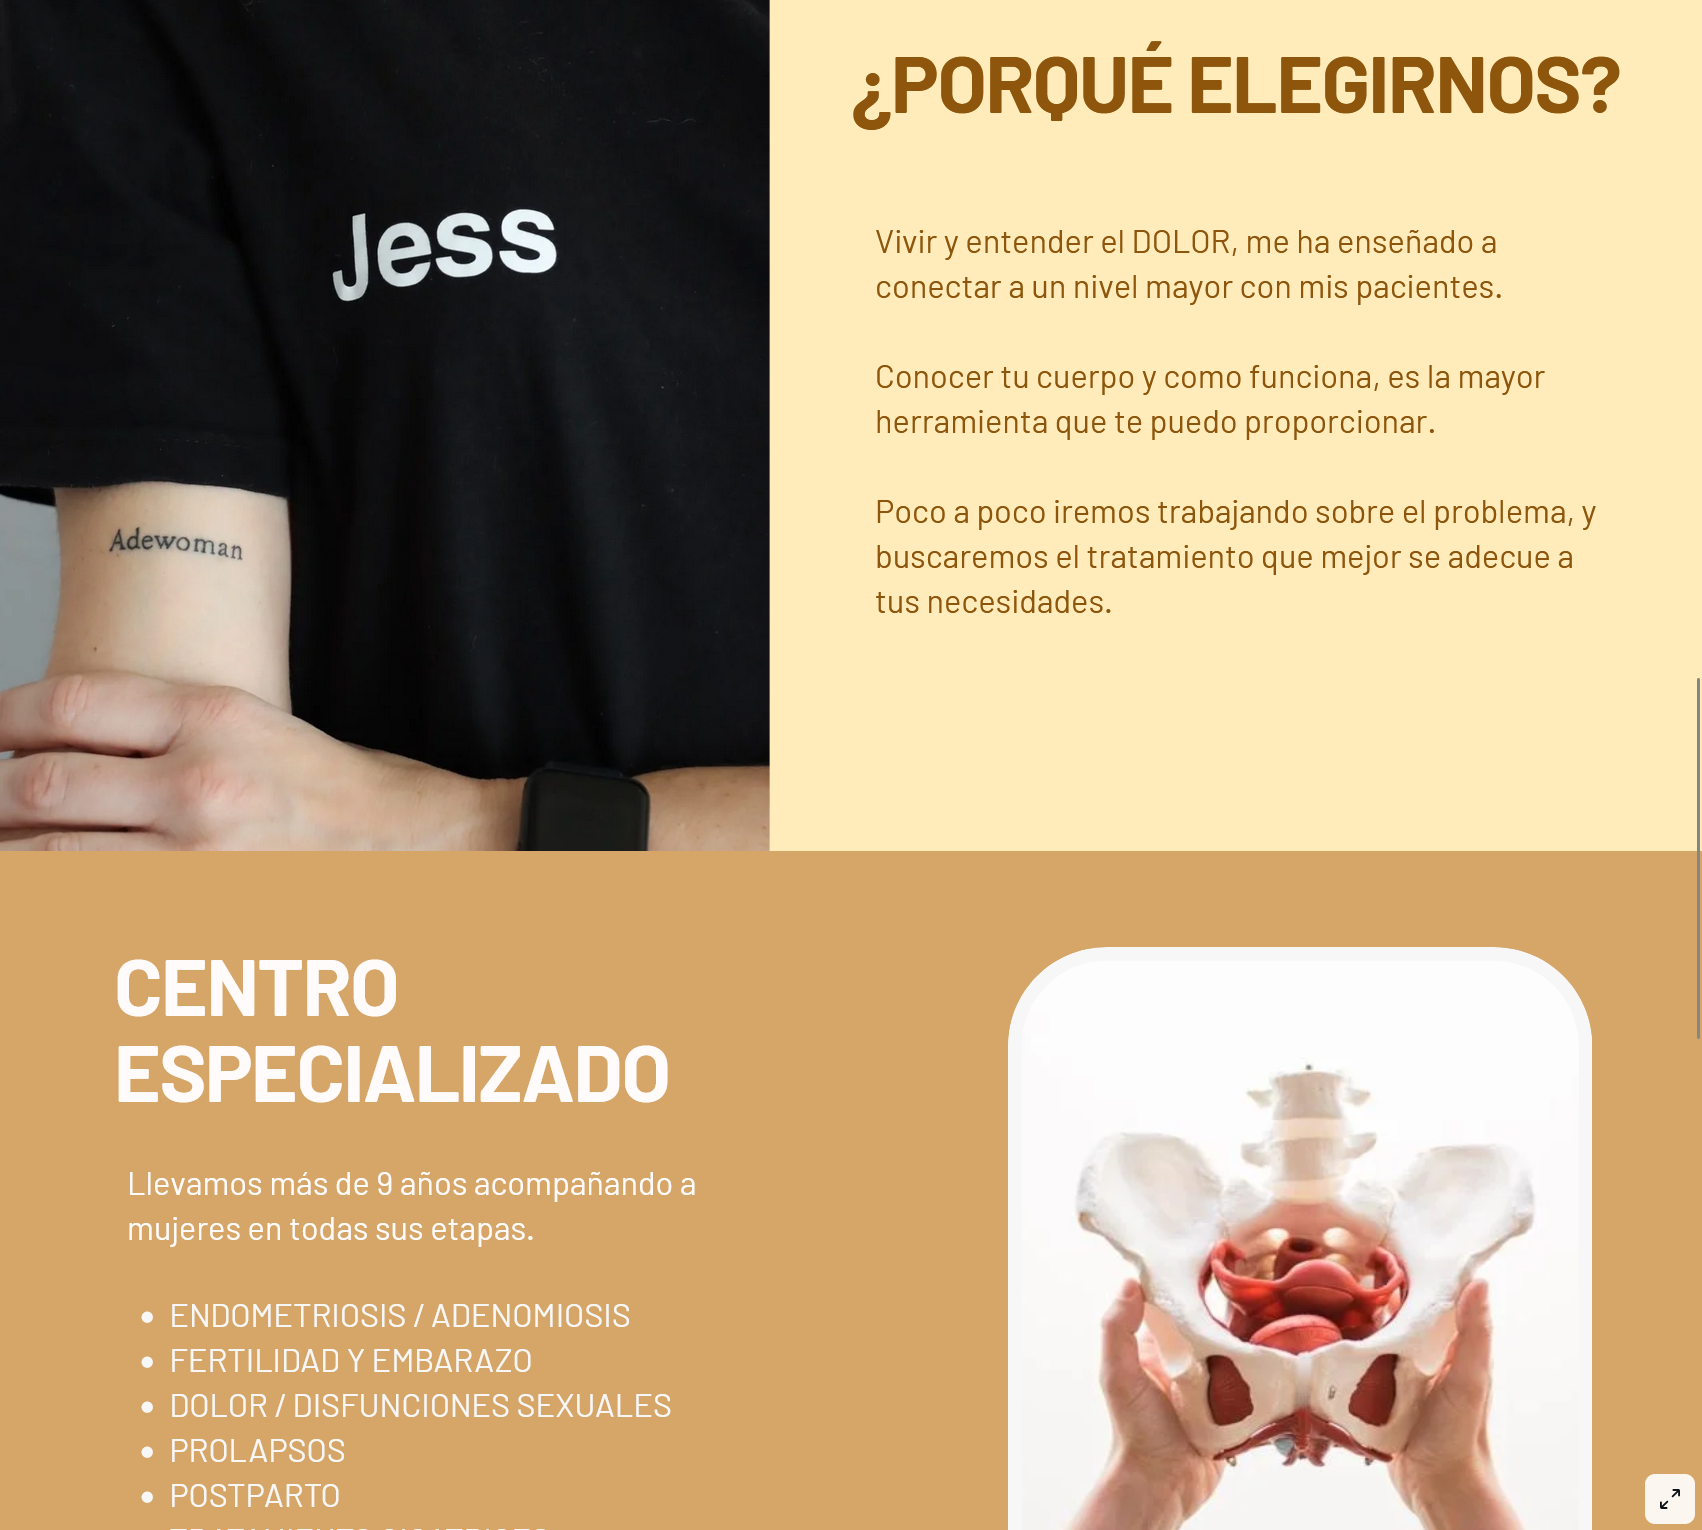 ¿PORQUÉ ELEGIRNOS?
Jess
Adewoman
Vivir y entender el DOLOR, me ha enseñado a
conectar a un nivel mayor con mis pacientes.
Conocer tu cuerpo y como funciona, es la mayor
herramienta que te puedo proporcionar.
Poco a poco iremos trabajando sobre el problema, y
buscaremos el tratamiento que mejor se adecue a
tus necesidades.
CENTRO
ESPECIALIZADO
Llevamos más de 9 años acompañando a
mujeres en todas sus etapas.
• ENDOMETRIOSIS / ADENOMIOSIS
• FERTILIDAD Y EMBARAZO
• DOLOR / DISFUNCIONES SEXUALES
• PROLAPSOS
• POSTPARTO